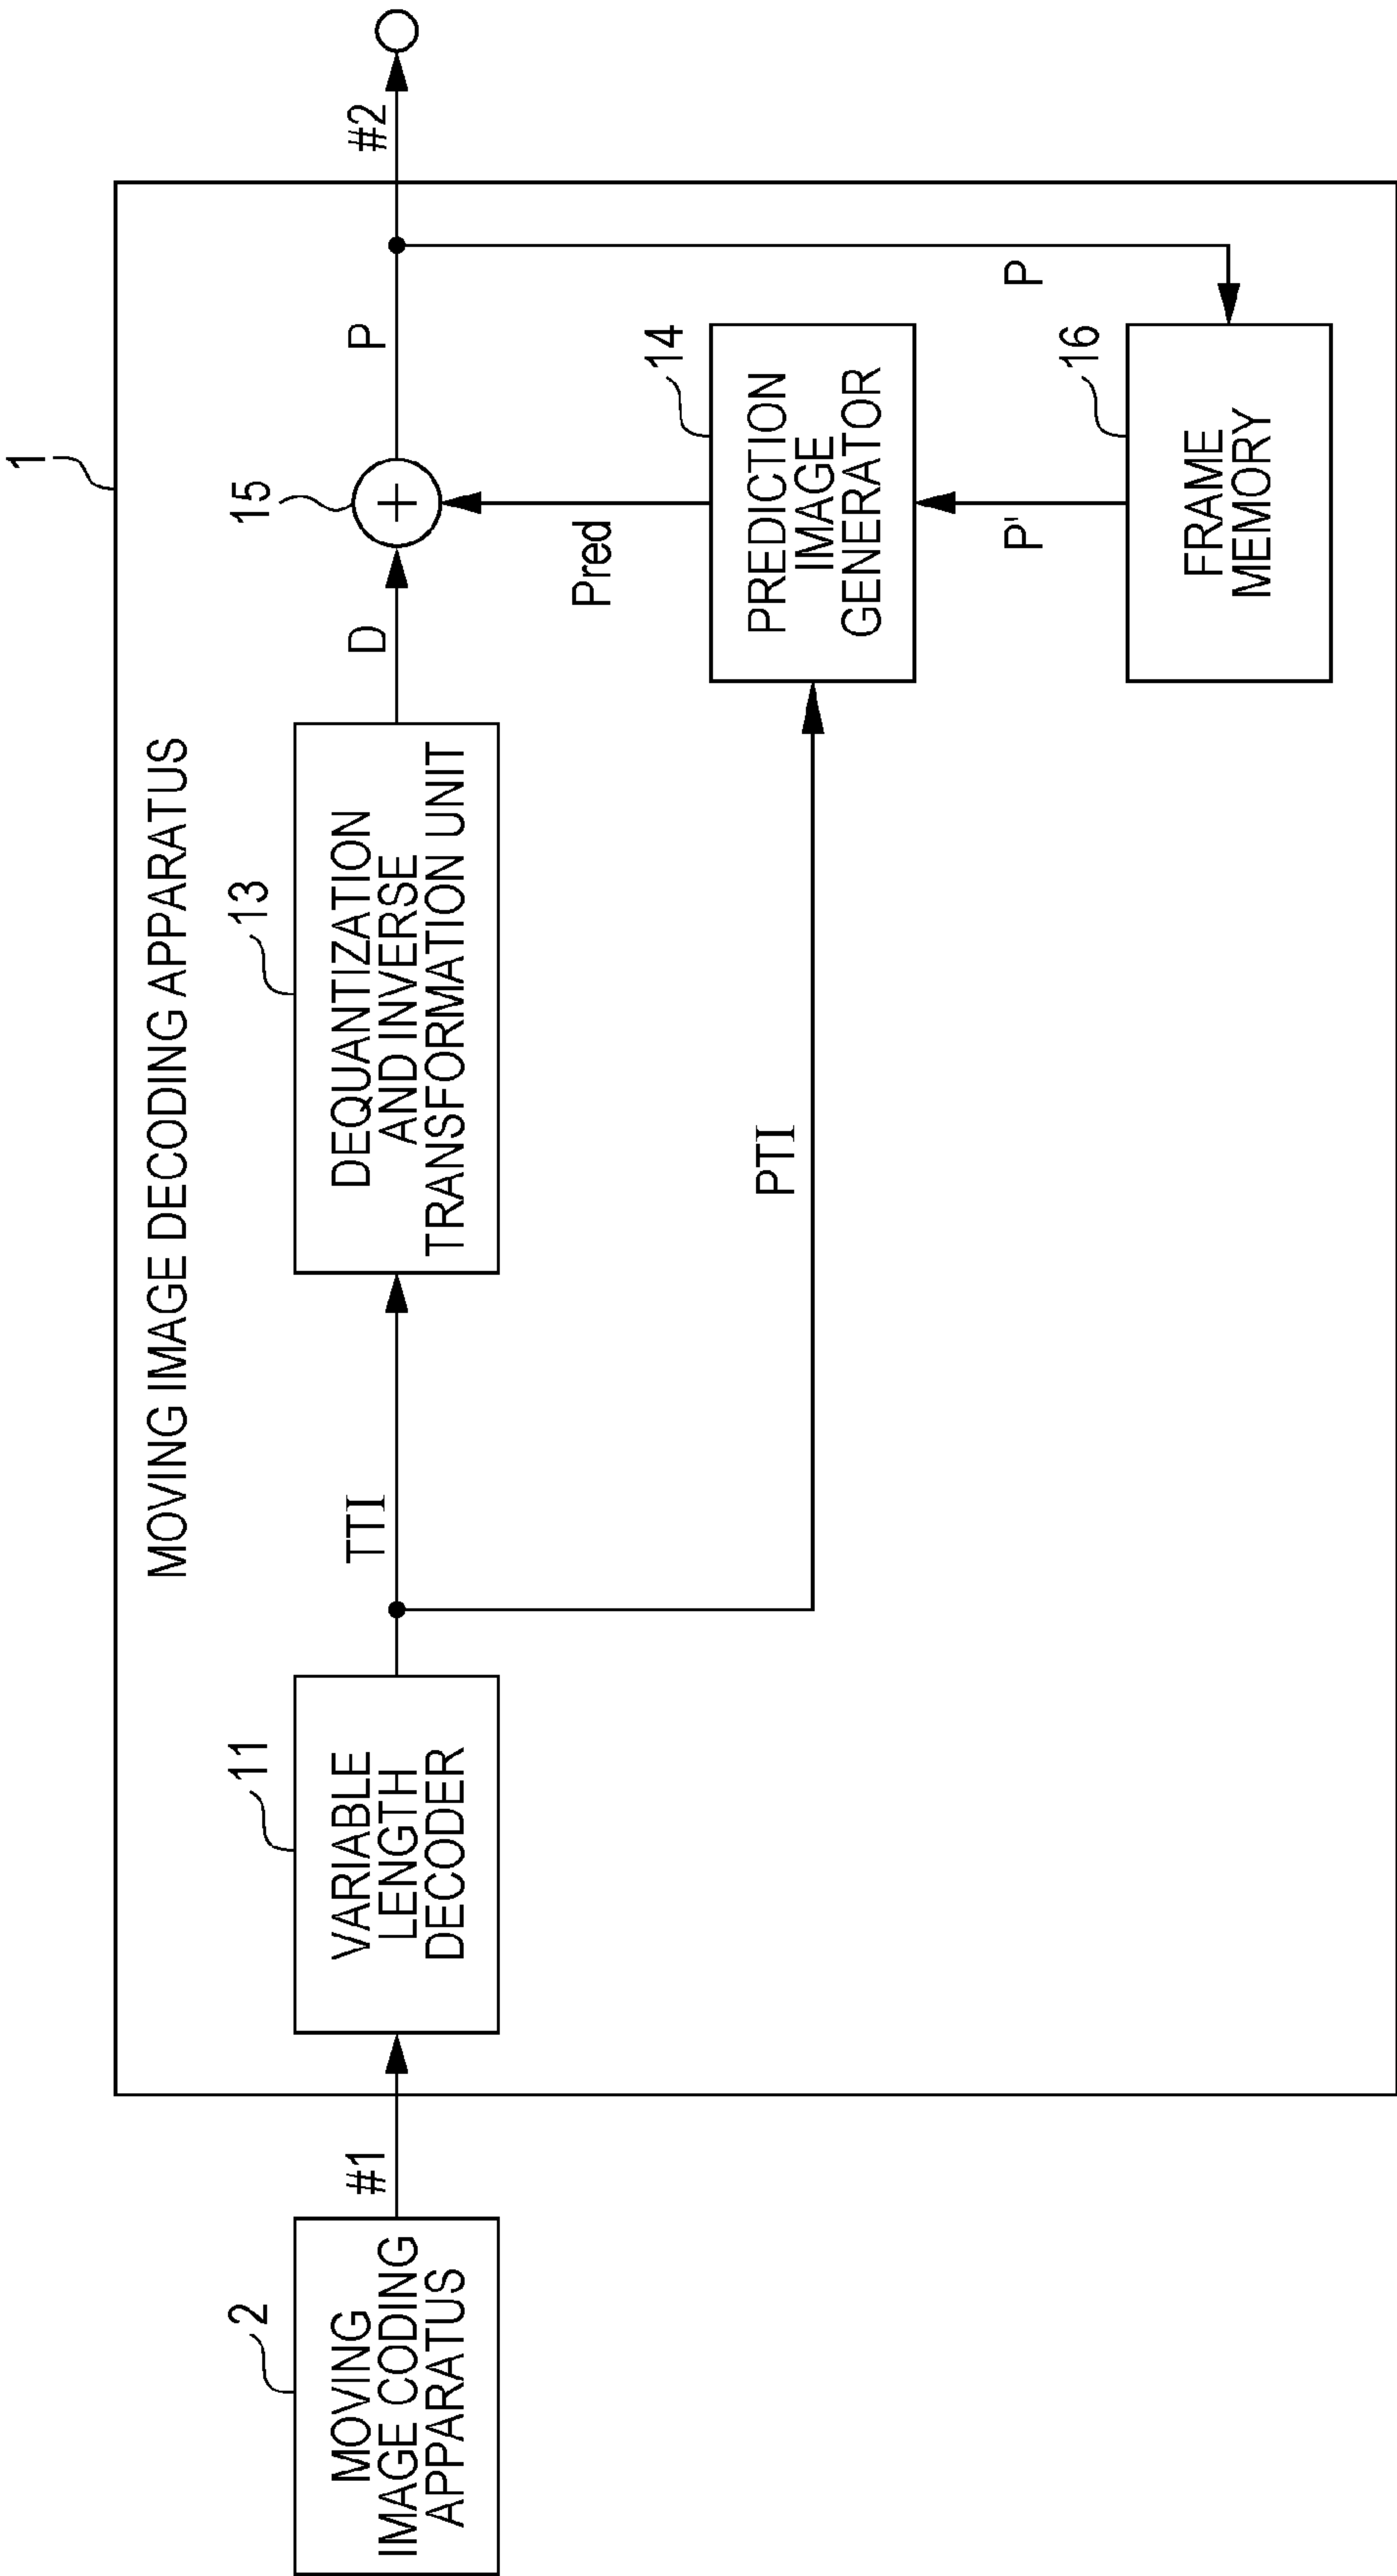 1
MOVING IMAGE DECODING APPARATUS
2
MOVING
IMAGE CODING
APPARATUS
#1
11
VARIABLE
LENGTH
DECODER
TTI
13
DEQUANTIZATION
AND INVERSE
TRANSFORMATION UNIT
D
15
+
P
#2
PTI
Pred
14
PREDICTION
IMAGE
GENERATOR
P'
P
16
FRAME
MEMORY